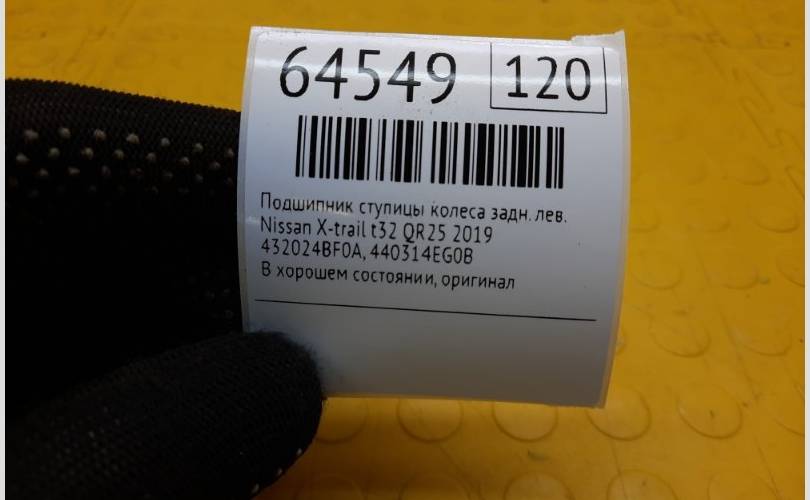 64549 120
Подшипник ступицы колеса задн. лев.
Nissan X-trail t32 QR25 2019
432024BF0A, 440314EG0B
В хорошем состоянии, оригинал